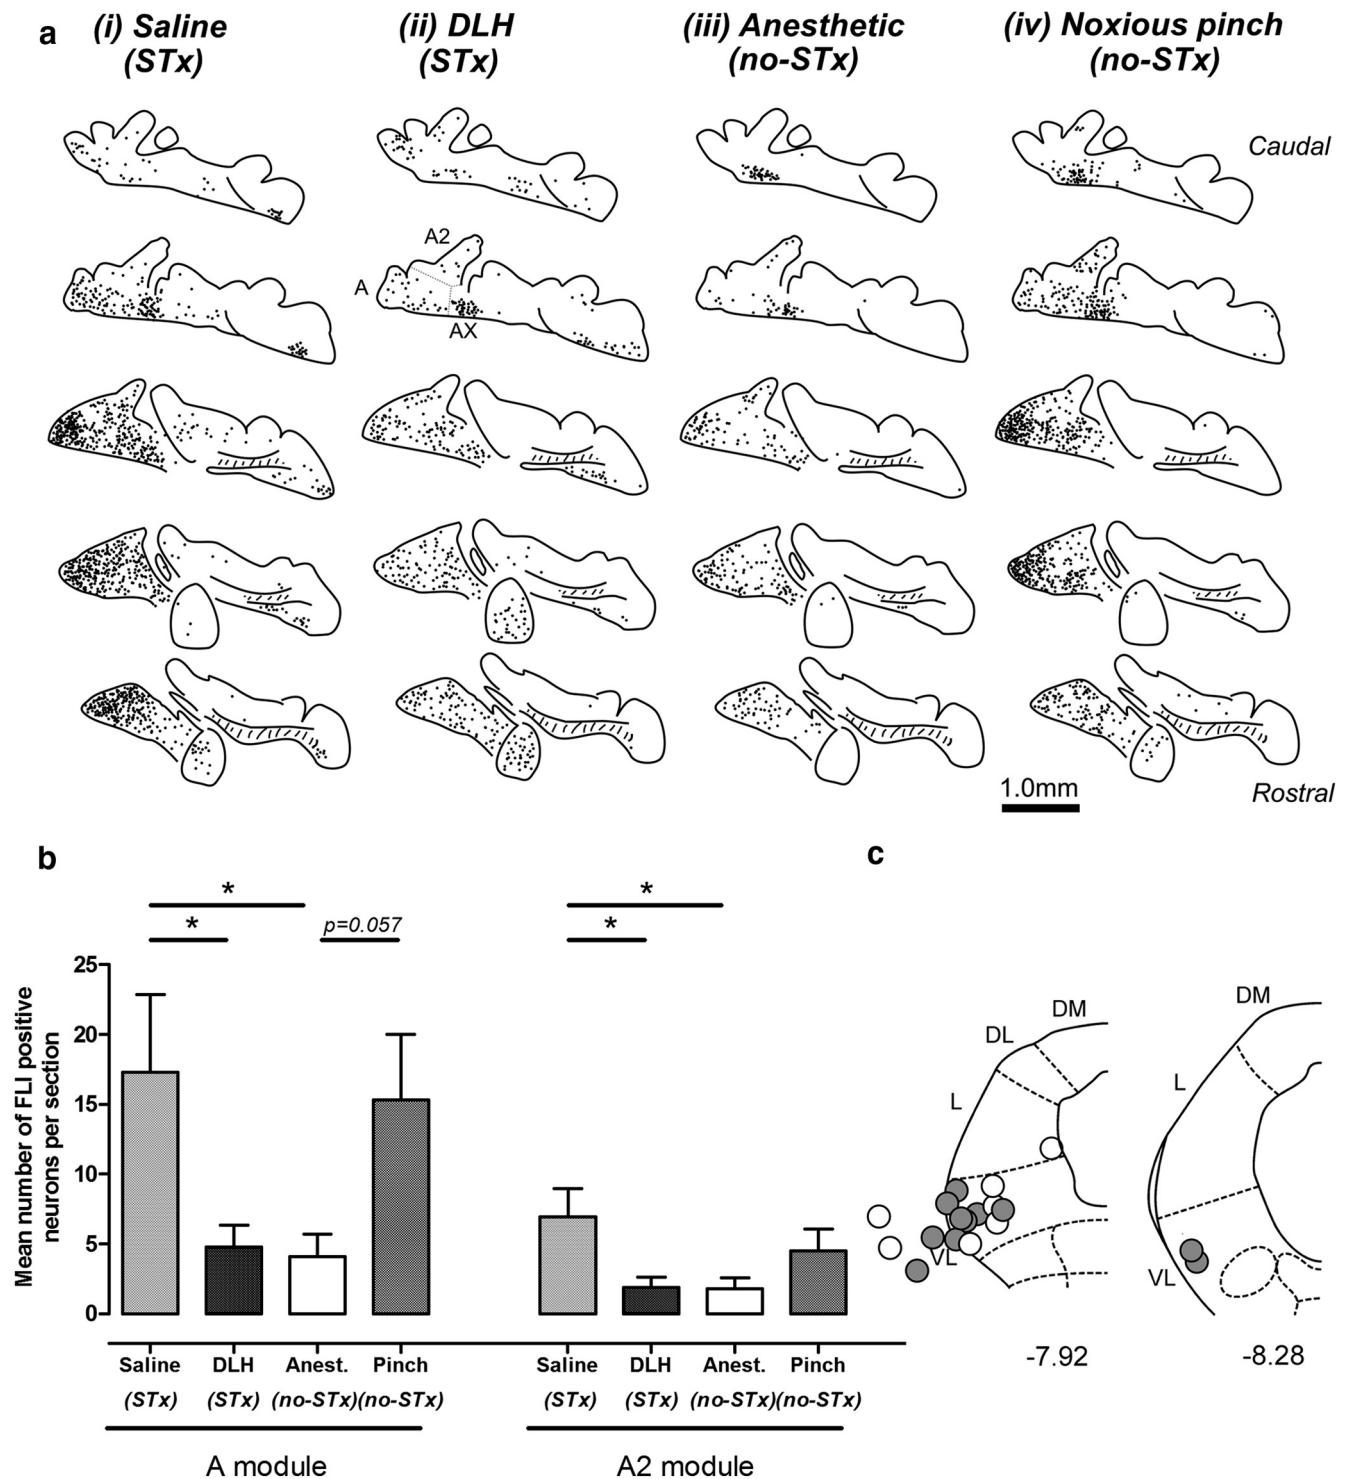 a
(i) Saline
(STx)
(ii) DLH
(STx)
(iii) Anesthetic
(no-STx)
(iv) Noxious pinch
(no-STx)
Caudal
A2
A
AX
1.0mm
Rostral
b
*
*
*
p=0.057
*
*
Mean number of FLI positive
neurons per section
25
20
15
10
5
0
Saline
(STx)
DLH
(STx)
Anest.
(no-STx)
Pinch
(no-STx)
A module
Saline
(STx)
DLH
(STx)
Anest.
(no-STx)
Pinch
(no-STx)
A2 module
c
DM
DL
L
VL
-7.92
DM
L
VL
-8.28